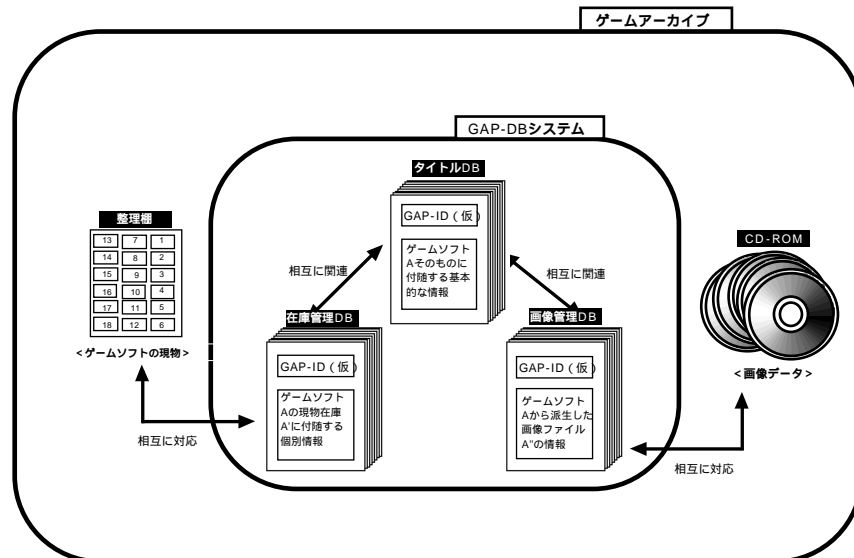 ゲームアーカイブ
GAP-DBシステム
タイトルDB
GAP-ID（仮）
ゲームソフト
Aそのものに
付随する基本
的な情報
整理棚
13 7 1
14 8 2
15 9 3
16 10 4
17 11 5
18 12 6
<ゲームソフトの現物>
相互に対応
相互に関連
相互に関連
在庫管理DB
GAP-ID（仮）
ゲームソフト
Aの現物在庫
A'に付随する
個別情報
画像管理DB
GAP-ID（仮）
ゲームソフト
Aから派生した
画像ファイル
A"の情報
CD-ROM
<画像データ>
相互に対応